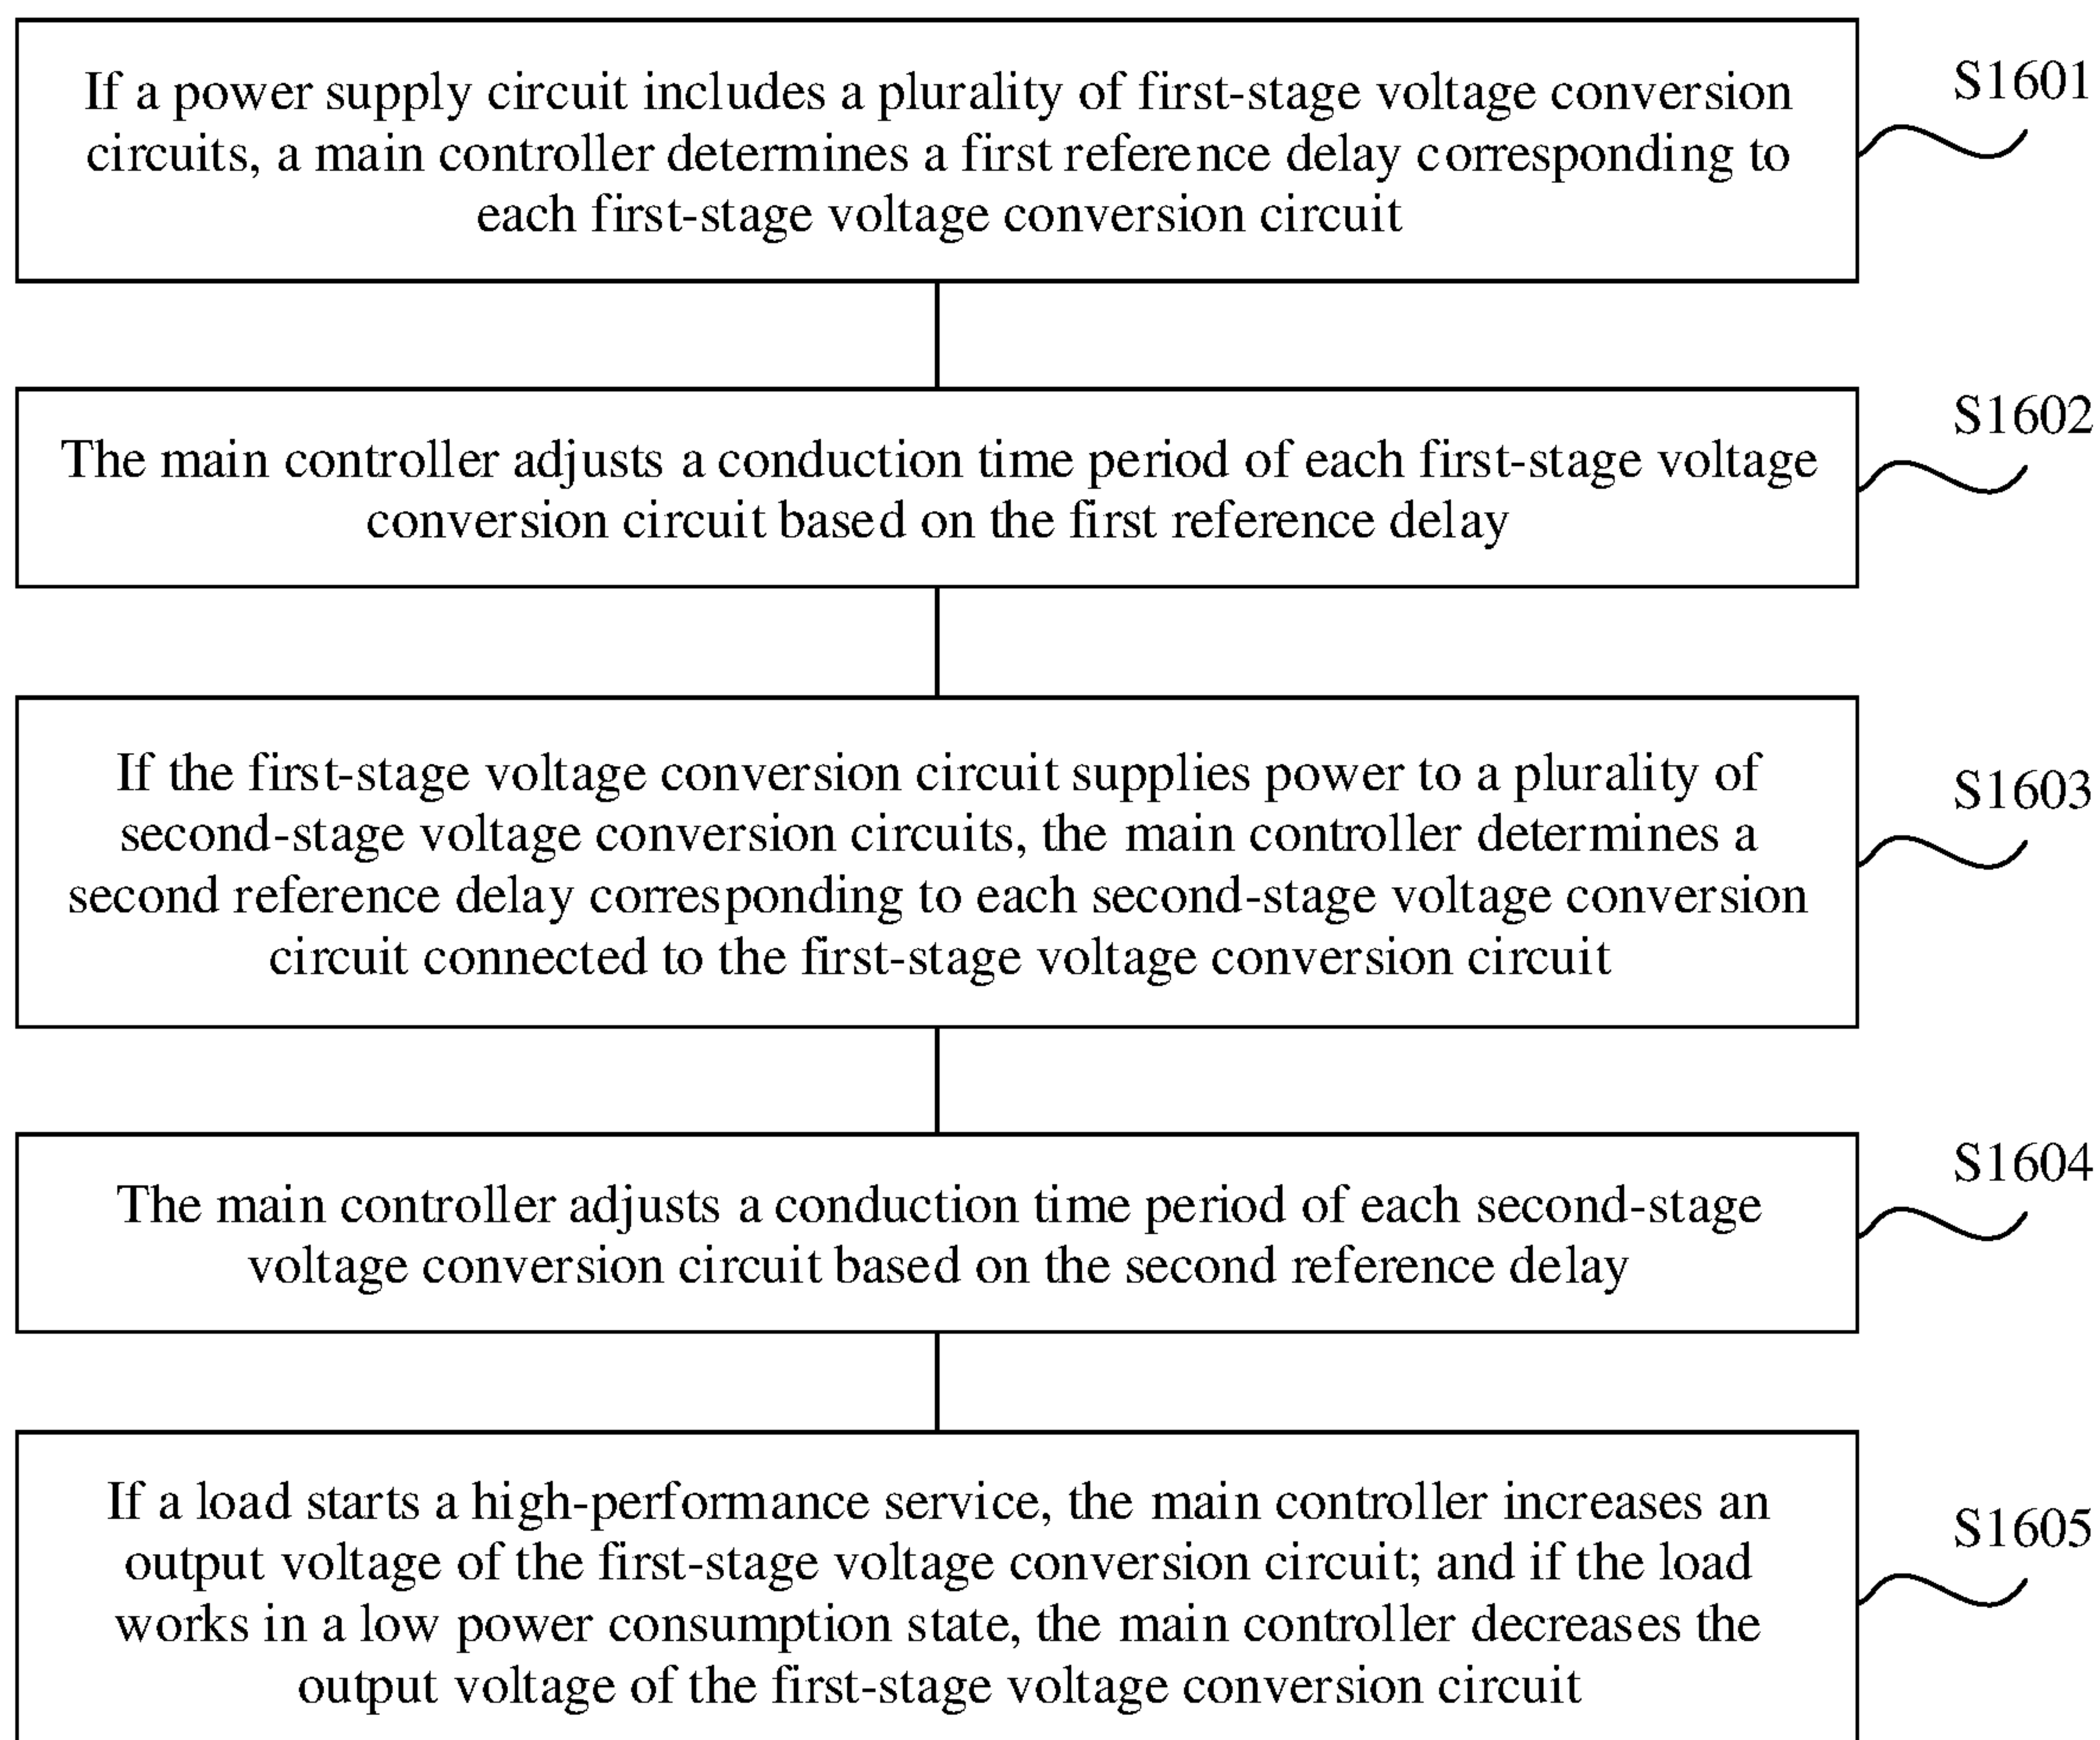 If a power supply circuit includes a plurality of first-stage voltage conversion
circuits, a main controller determines a first reference delay corresponding to
each first-stage voltage conversion circuit
S1601
The main controller adjusts a conduction time period of each first-stage voltage
conversion circuit based on the first reference delay
S1602
If the first-stage voltage conversion circuit supplies power to a plurality of
second-stage voltage conversion circuits, the main controller determines a
second reference delay corresponding to each second-stage voltage conversion
circuit connected to the first-stage voltage conversion circuit
S1603
The main controller adjusts a conduction time period of each second-stage
voltage conversion circuit based on the second reference delay
S1604
If a load starts a high-performance service, the main controller increases an
output voltage of the first-stage voltage conversion circuit; and if the load
works in a low power consumption state, the main controller decreases the
output voltage of the first-stage voltage conversion circuit
S1605